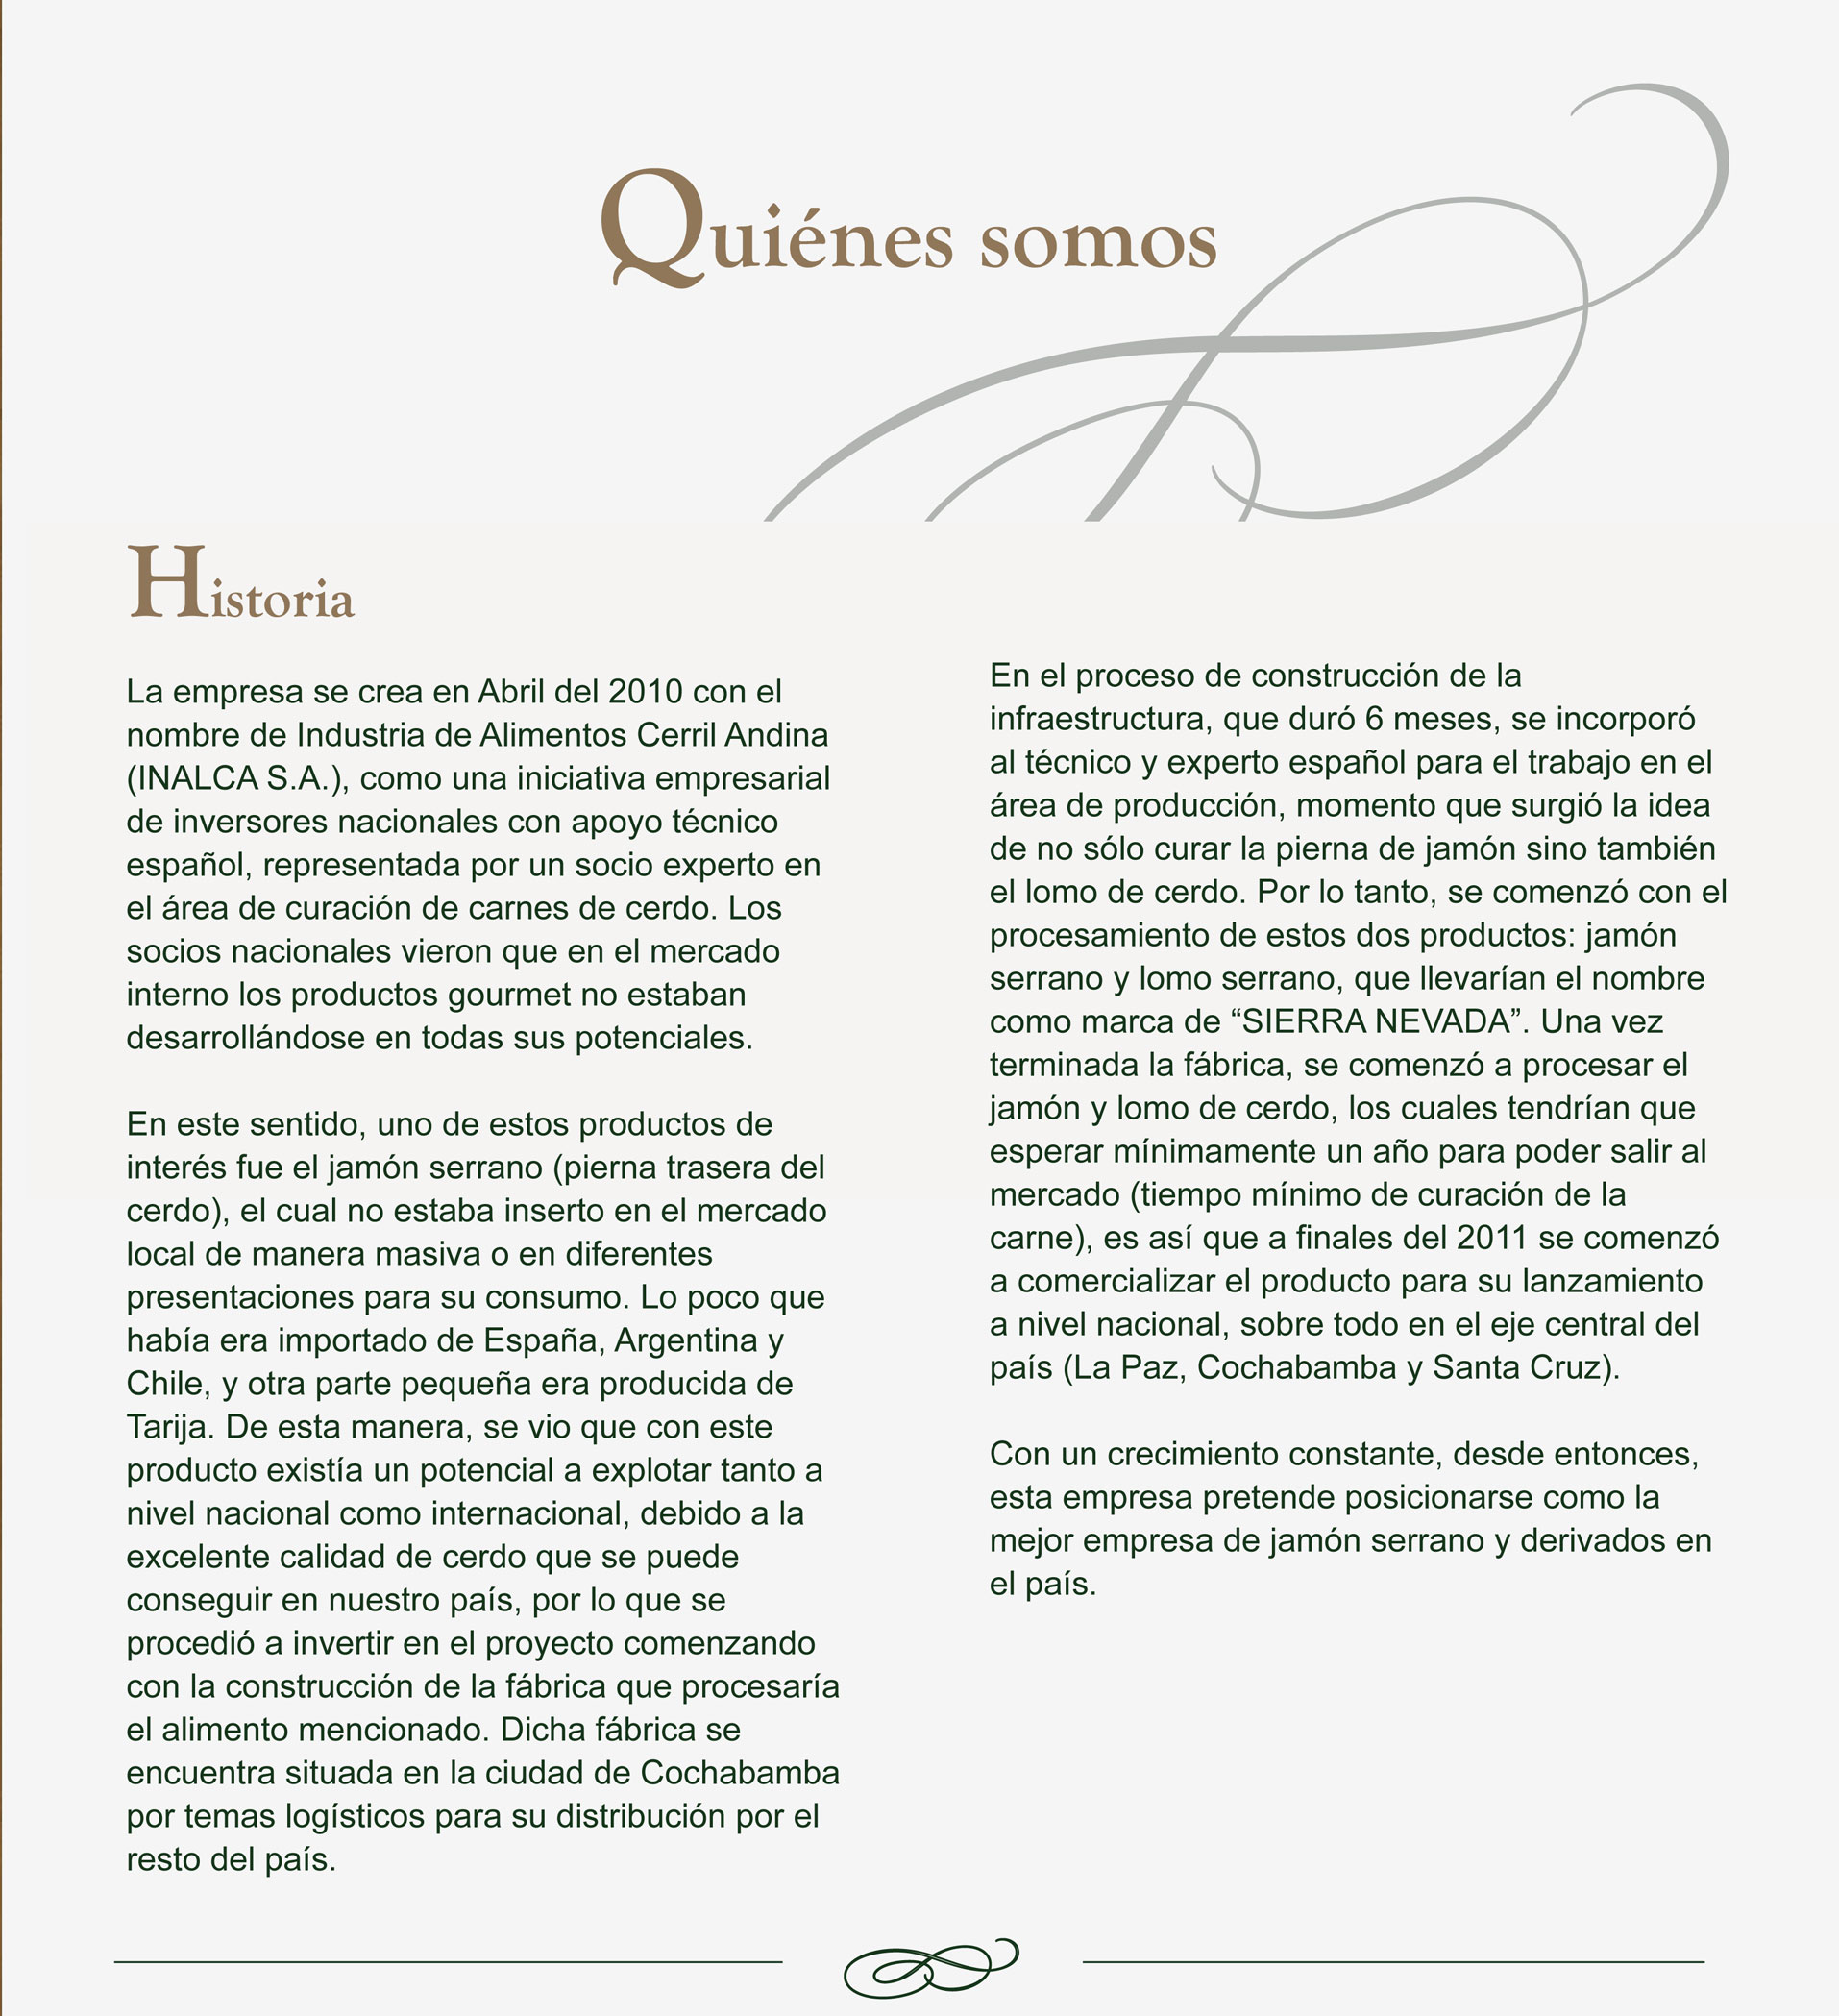 Quiénes somos
Historia
La empresa se crea en Abril del 2010 con el
nombre de Industria de Alimentos Cerril Andina
(INALCA S.A.), como una iniciativa empresarial
de inversores nacionales con apoyo técnico
español, representada por un socio experto en
el área de curación de carnes de cerdo. Los
socios nacionales vieron que en el mercado
interno los productos gourmet no estaban
desarrollándose en todas sus potenciales.
En este sentido, uno de estos productos de
interés fue el jamón serrano (pierna trasera del
cerdo), el cual no estaba inserto en el mercado
local de manera masiva o en diferentes
presentaciones para su consumo. Lo poco que
había era importado de España, Argentina y
Chile, y otra parte pequeña era producida de
Tarija. De esta manera, se vio que con este
producto existía un potencial a explotar tanto a
nivel nacional como internacional, debido a la
excelente calidad de cerdo que se puede
conseguir en nuestro país, por lo que se
procedió a invertir en el proyecto comenzando
con la construcción de la fábrica que procesaría
el alimento mencionado. Dicha fábrica se
encuentra situada en la ciudad de Cochabamba
por temas logísticos para su distribución por el
resto del país.
En el proceso de construcción de la
infraestructura, que duró 6 meses, se incorporó
al técnico y experto español para el trabajo en el
área de producción, momento que surgió la idea
de no sólo curar la pierna de jamón sino también
el lomo de cerdo. Por lo tanto, se comenzó con el
procesamiento de estos dos productos: jamón
serrano y lomo serrano, que llevarían el nombre
como marca de “SIERRA NEVADA”. Una vez
terminada la fábrica, se comenzó a procesar el
jamón y lomo de cerdo, los cuales tendrían que
esperar mínimamente un año para poder salir al
mercado (tiempo mínimo de curación de la
carne), es así que a finales del 2011 se comenzó
a comercializar el producto para su lanzamiento
a nivel nacional, sobre todo en el eje central del
país (La Paz, Cochabamba y Santa Cruz).
Con un crecimiento constante, desde entonces,
esta empresa pretende posicionarse como la
mejor empresa de jamón serrano y derivados en
el país.